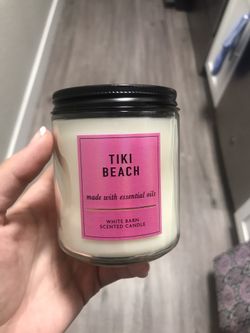 TIKI
BEACH
made with essential oils
WHITE BARN
SCENTED CANDLE